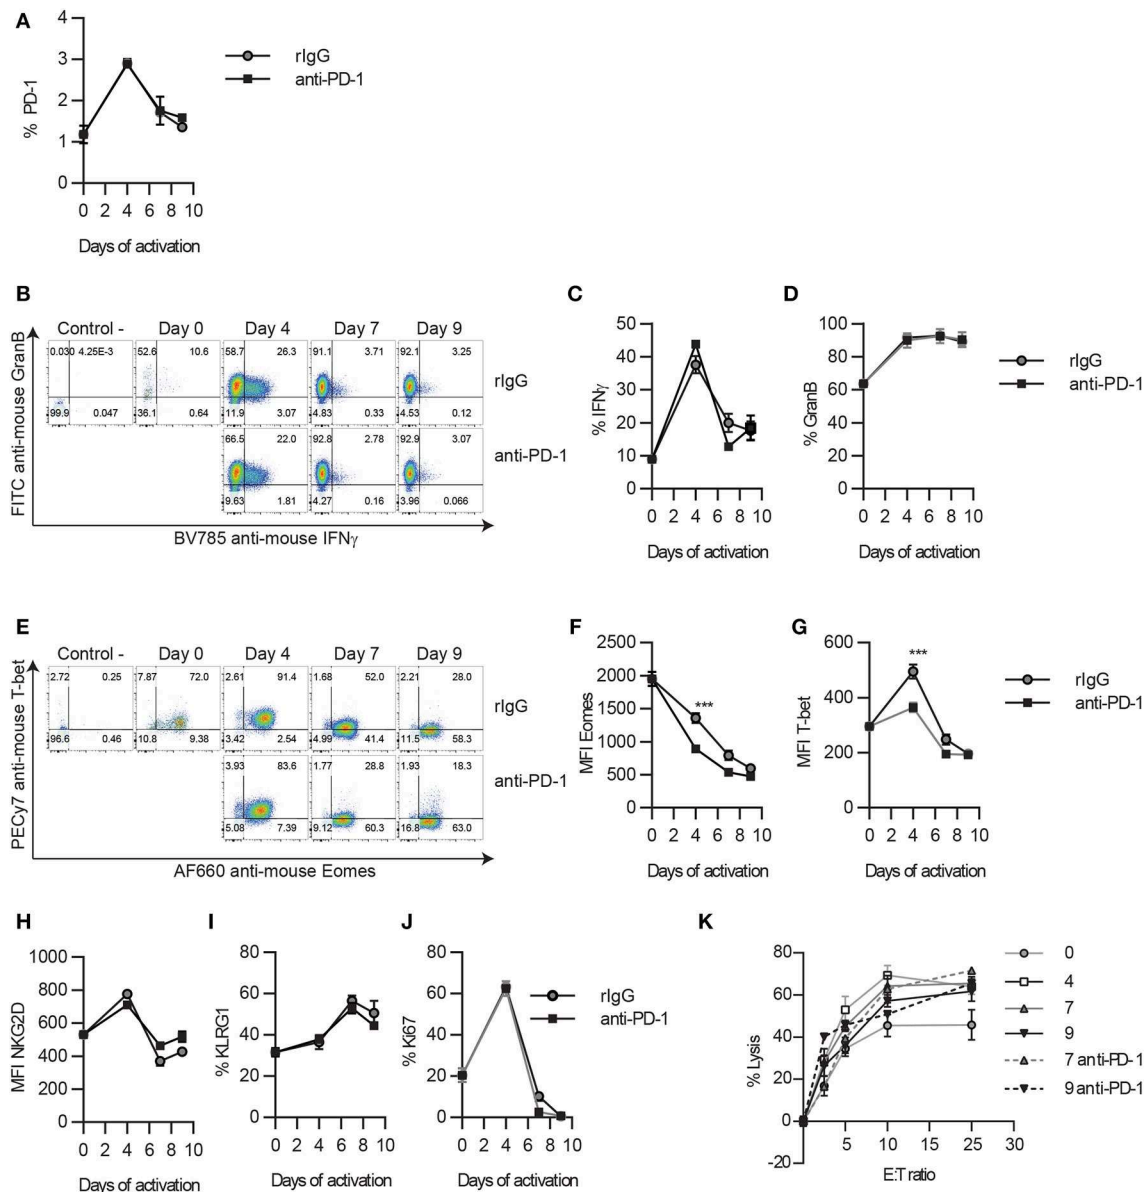 A
4
3
2
1
0
% PD-1
0 2 4 6 8 10
Days of activation
rIgG
anti-PD-1
B
Control - Day 0 Day 4 Day 7 Day 9
0.030 4.25E-3 52.6 10.6 58.7 26.3 91.1 3.71 92.1 3.25
99.9 0.047 36.1 0.64 11.9 3.07 4.83 0.33 4.53 0.12
rIgG
66.5 22.0 92.8 2.78 92.9 3.07
9.63 1.81 4.27 0.16 3.96 0.066
anti-PD-1
FITC anti-mouse GranB
BV785 anti-mouse IFNγ
C
50
40
30
20
10
0
% IFNγ
0 2 4 6 8 10
Days of activation
D
100
80
60
40
20
0
% GranB
0 2 4 6 8 10
Days of activation
rIgG
anti-PD-1
E
Control - Day 0 Day 4 Day 7 Day 9
2.72 0.25 7.87 72.0 2.61 91.4 1.68 52.0 2.21 28.0
96.6 0.46 10.8 9.38 3.42 2.54 4.99 41.4 11.5 58.3
rIgG
3.93 83.6 1.77 28.8 1.93 18.3
5.08 7.39 9.12 60.3 16.8 63.0
anti-PD-1
PECy7 anti-mouse T-bet
AF660 anti-mouse Eomes
F
2500
2000
1500
1000
500
0
MFI Eomes
***
0 2 4 6 8 10
Days of activation
G
600
400
200
0
MFI T-bet
***
0 2 4 6 8 10
Days of activation
rIgG
anti-PD-1
H
1000
800
600
400
200
0
MFI NKG2D
0 2 4 6 8 10
Days of activation
I
80
60
40
20
0
% KLRG1
0 2 4 6 8 10
Days of activation
J
80
60
40
20
0
% Ki67
0 2 4 6 8 10
Days of activation
rIgG
anti-PD-1
K
80
60
40
20
0
-20
% Lysis
5 10 15 20 25 30
E:T ratio
0
4
7
9
7 anti-PD-1
9 anti-PD-1